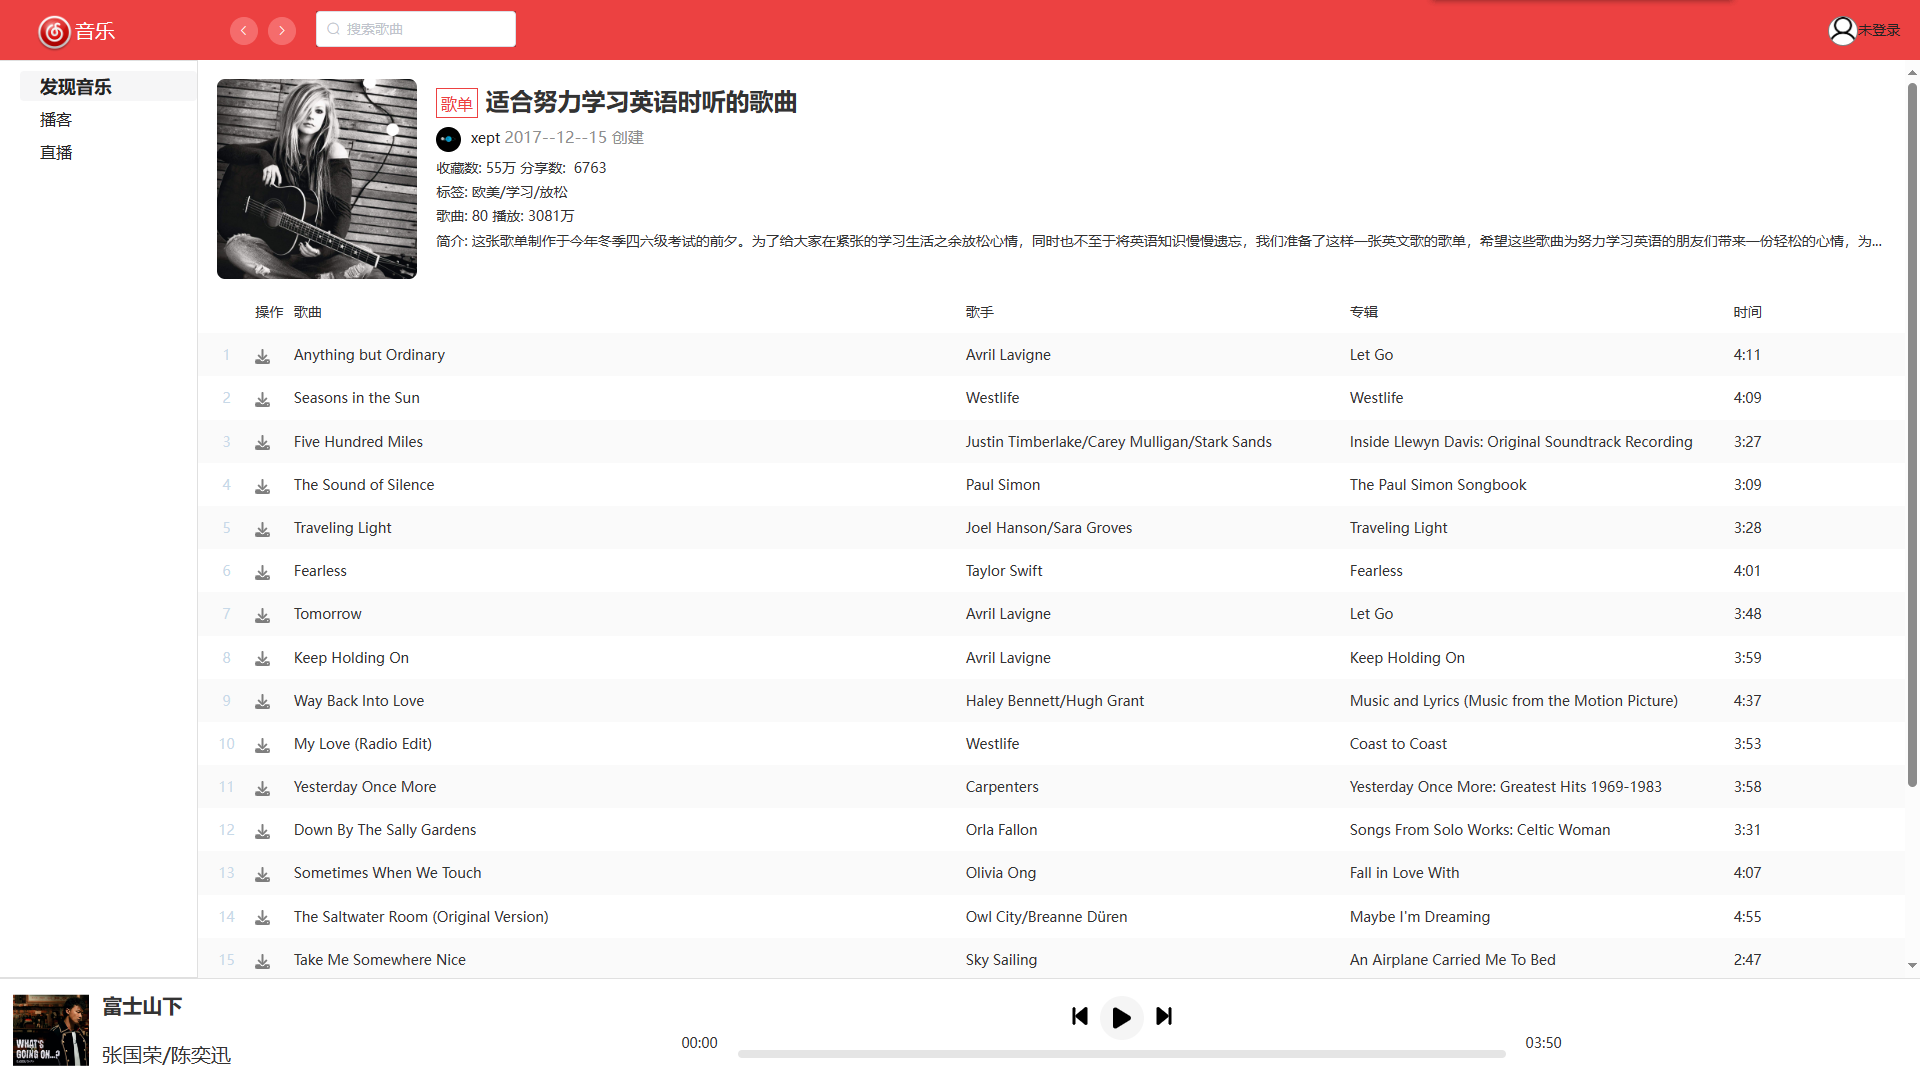 音乐
搜索歌曲
未登录
发现音乐
播客
直播
歌单 适合努力学习英语时听的歌曲
xept 2017--12--15 创建
收藏数: 55万 分享数: 6763
标签: 欧美/学习/放松
歌曲: 80 播放: 3081万
简介: 这张歌单制作于今年冬季四六级考试的前夕。为了给大家在紧张的学习生活之余放松心情，同时也不至于将英语知识慢慢遗忘，我们准备了这样一张英文歌的歌单，希望这些歌曲为努力学习英语的朋友们带来一份轻松的心情，为...
操作 歌曲 歌手 专辑 时间
1 Anything but Ordinary Avril Lavigne Let Go 4:11
2 Seasons in the Sun Westlife Westlife 4:09
3 Five Hundred Miles Justin Timberlake/Carey Mulligan/Stark Sands Inside Llewyn Davis: Original Soundtrack Recording 3:27
4 The Sound of Silence Paul Simon The Paul Simon Songbook 3:09
5 Traveling Light Joel Hanson/Sara Groves Traveling Light 3:28
6 Fearless Taylor Swift Fearless 4:01
7 Tomorrow Avril Lavigne Let Go 3:48
8 Keep Holding On Avril Lavigne Keep Holding On 3:59
9 Way Back Into Love Haley Bennett/Hugh Grant Music and Lyrics (Music from the Motion Picture) 4:37
10 My Love (Radio Edit) Westlife Coast to Coast 3:53
11 Yesterday Once More Carpenters Yesterday Once More: Greatest Hits 1969-1983 3:58
12 Down By The Sally Gardens Orla Fallon Songs From Solo Works: Celtic Woman 3:31
13 Sometimes When We Touch Olivia Ong Fall in Love With 4:07
14 The Saltwater Room (Original Version) Owl City/Breanne Düren Maybe I'm Dreaming 4:55
15 Take Me Somewhere Nice Sky Sailing An Airplane Carried Me To Bed 2:47
WHAT'S
GOING ON...?
富士山下
张国荣/陈奕迅
00:00
03:50